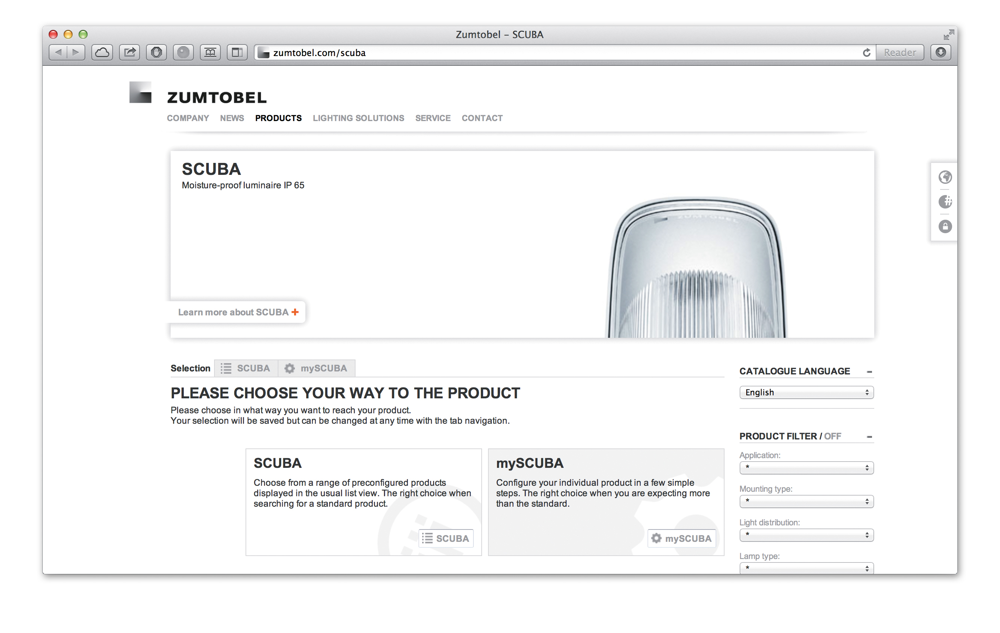 Zumtobel – SCUBA
zumtobel.com/scuba
Reader
ZUMTOBEL
COMPANY NEWS PRODUCTS LIGHTING SOLUTIONS SERVICE CONTACT
SCUBA
Moisture-proof luminaire IP 65
#
ZUMTOBEL
Learn more about SCUBA +
Selection SCUBA mySCUBA
PLEASE CHOOSE YOUR WAY TO THE PRODUCT
Please choose in what way you want to reach your product.
Your selection will be saved but can be changed at any time with the tab navigation.
SCUBA
Choose from a range of preconfigured products
displayed in the usual list view. The right choice when
searching for a standard product.
SCUBA
mySCUBA
Configure your individual product in a few simple
steps. The right choice when you are expecting more
than the standard.
mySCUBA
CATALOGUE LANGUAGE –
English
PRODUCT FILTER / OFF –
Application:
*
Mounting type:
*
Light distribution:
*
Lamp type:
*